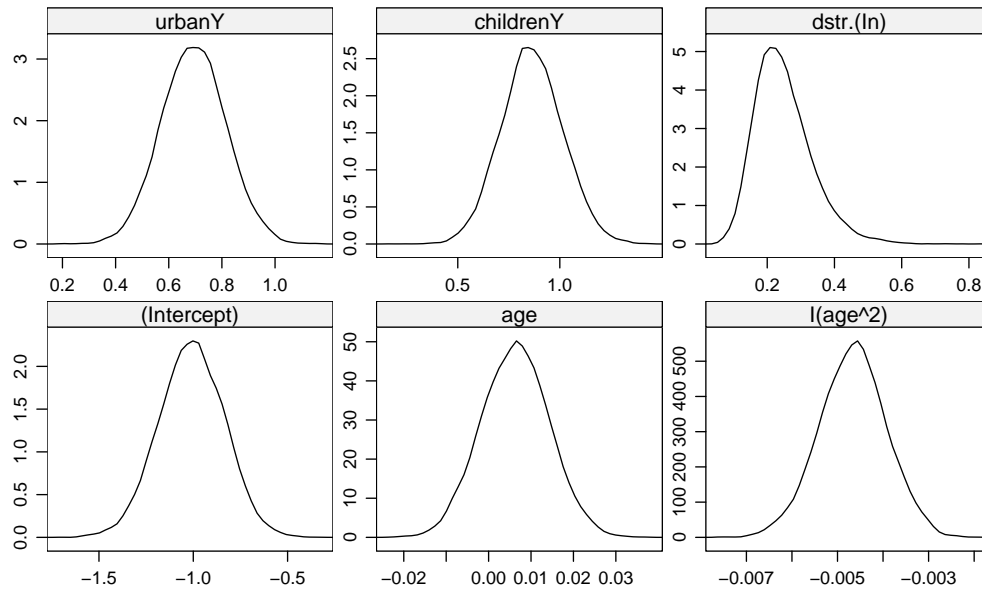 urbanY
childrenY
dstr.(In)
0 1 2 3
0.0 0.5 1.0 1.5 2.0 2.5
0 1 2 3 4 5
0.2 0.4 0.6 0.8 1.0
0.5 1.0
0.2 0.4 0.6 0.8
(Intercept)
age
I(age^2)
0.0 0.5 1.0 1.5 2.0
0 10 20 30 40 50
0 100 200 300 400 500
−1.5 −1.0 −0.5
−0.02 0.00 0.01 0.02 0.03
−0.007 −0.005 −0.003